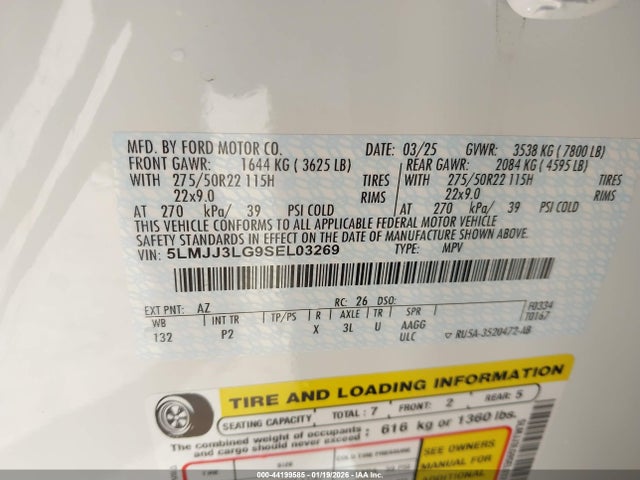 MFD. BY FORD MOTOR CO. DATE: 03/25 GVWR: 3538 KG ( 7800 LB)
FRONT GAWR: 1644 KG ( 3625 LB) REAR GAWR: 2084 KG ( 4595 LB)
WITH 275/50R22 115H TIRES WITH 275/50R22 115H TIRES
22x9.0 RIMS 22x9.0 RIMS
AT 270 kPa/ 39 PSI COLD AT 270 kPa/ 39 PSI COLD
THIS VEHICLE CONFORMS TO ALL APPLICABLE FEDERAL MOTOR VEHICLE
SAFETY STANDARDS IN EFFECT ON THE DATE OF MANUFACTURE SHOWN ABOVE.
VIN: 5LMJJ3LG9SEL03269 TYPE: MPV
EXT PNT: AZ RC: 26 DSO: F0334
WB INT TR TP/PS R AXLE TR SPR T0167
132 P2 X 3L U AAGG
ULC RU5A-3520472-AB
TIRE AND LOADING INFORMATION
SEATING CAPACITY TOTAL : 7 FRONT: 2 REAR: 5
The combined weight of occupants and cargo should never exceed : 616 kg or 1360 lbs.
SEE OWNERS
MANUAL FOR
ADDITIONAL
000-44199585 - 01/19/2026 - IAA Inc.